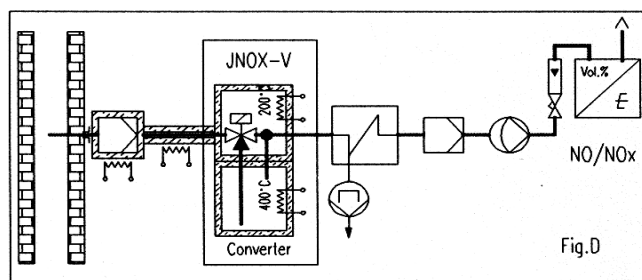 JNOX-V
200°
400°C
Converter
Vol.%
E
NO/NOx
Fig.D